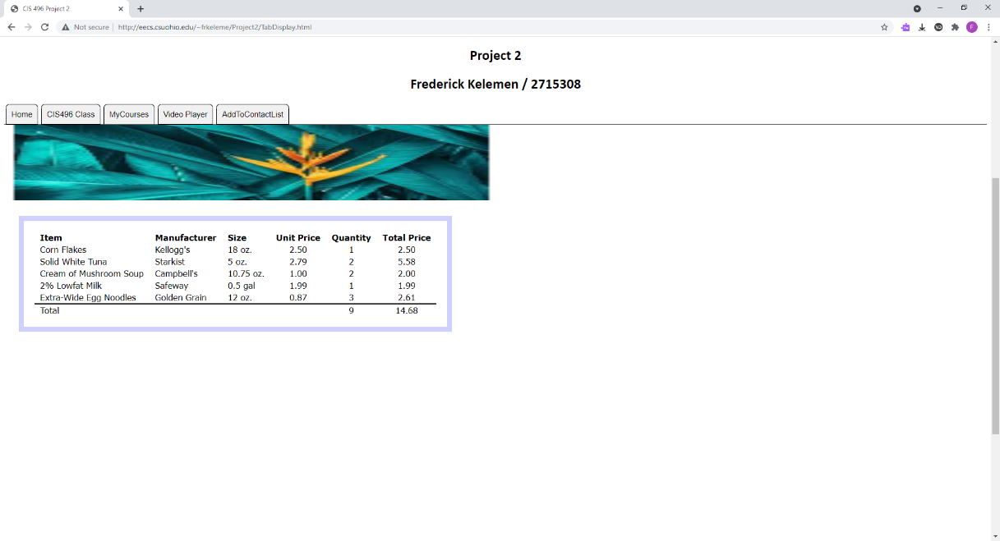 CIS 496 Project 2
Not secure | http://eecs.csuohio.edu/~frkeleme/Project2/TabDisplay.html
F
Project 2
Frederick Kelemen / 2715308
Home CIS496 Class MyCourses Video Player AddToContactList
Item Manufacturer Size Unit Price Quantity Total Price
Corn Flakes Kellogg's 18 oz. 2.50 1 2.50
Solid White Tuna Starkist 5 oz. 2.79 2 5.58
Cream of Mushroom Soup Campbell's 10.75 oz. 1.00 2 2.00
2% Lowfat Milk Safeway 0.5 gal 1.99 1 1.99
Extra-Wide Egg Noodles Golden Grain 12 oz. 0.87 3 2.61
Total 9 14.68